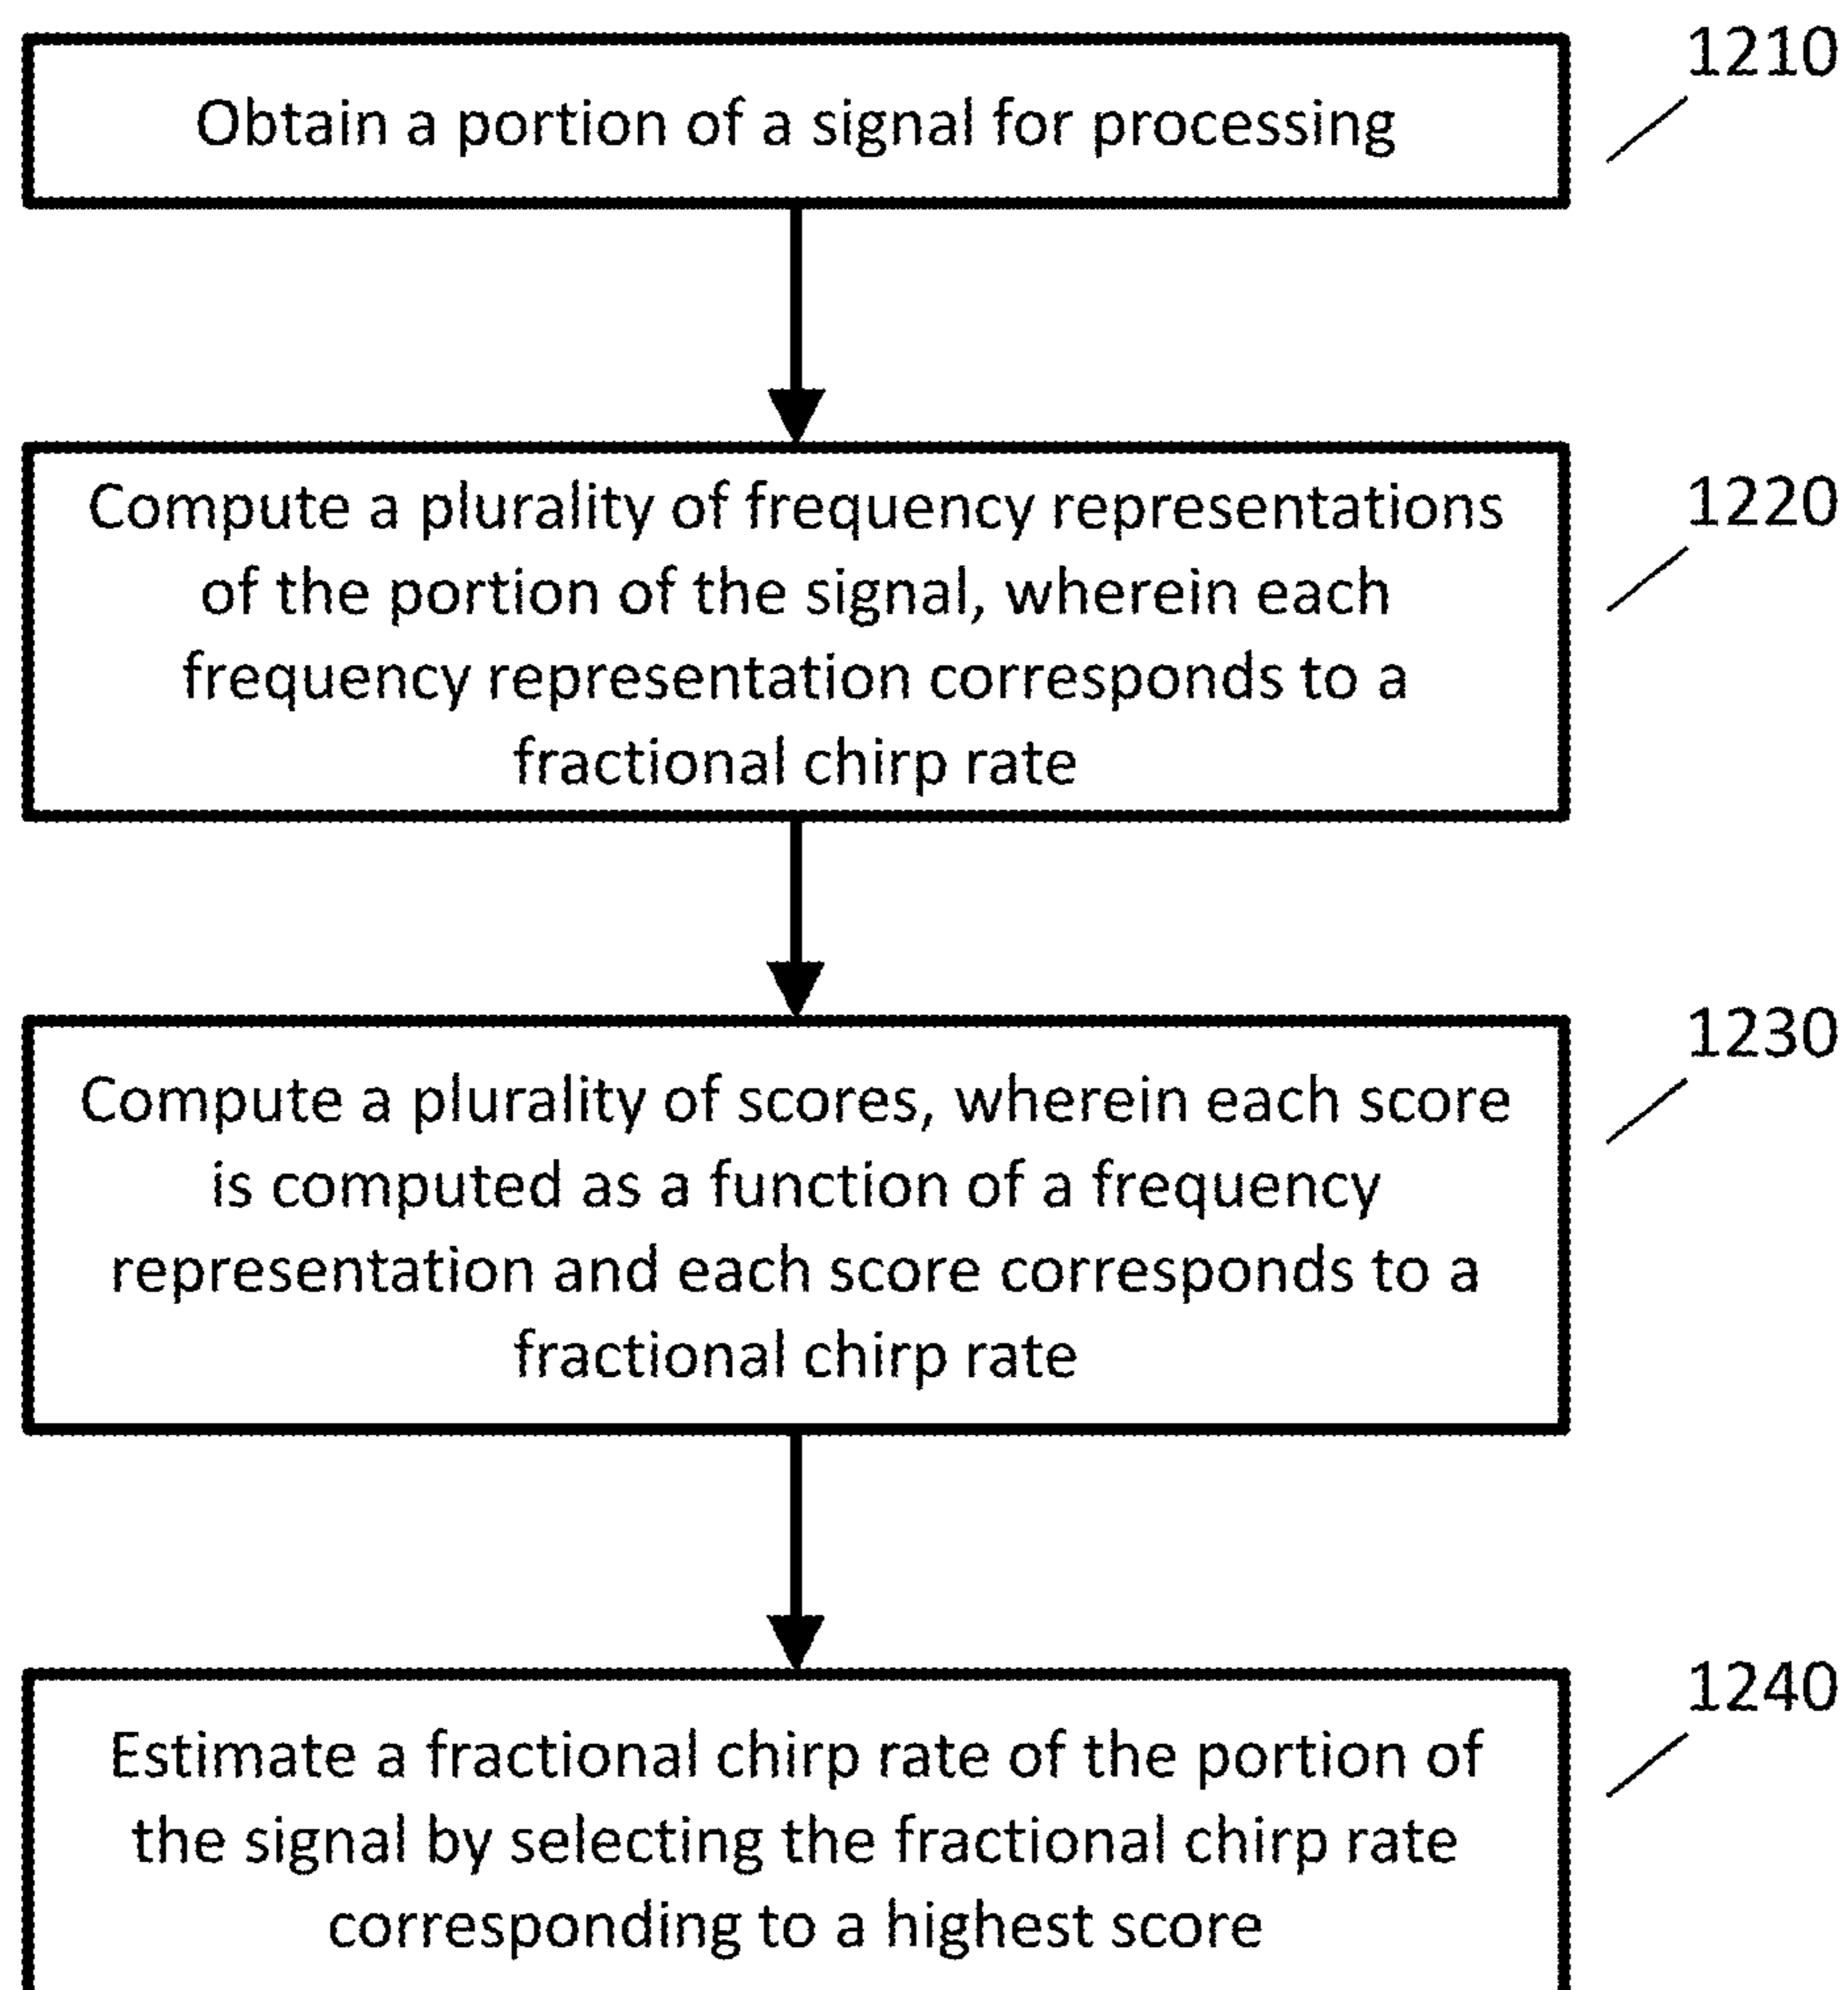 1210
Obtain a portion of a signal for processing
1220
Compute a plurality of frequency representations
of the portion of the signal, wherein each
frequency representation corresponds to a
fractional chirp rate
1230
Compute a plurality of scores, wherein each score
is computed as a function of a frequency
representation and each score corresponds to a
fractional chirp rate
1240
Estimate a fractional chirp rate of the portion of
the signal by selecting the fractional chirp rate
corresponding to a highest score